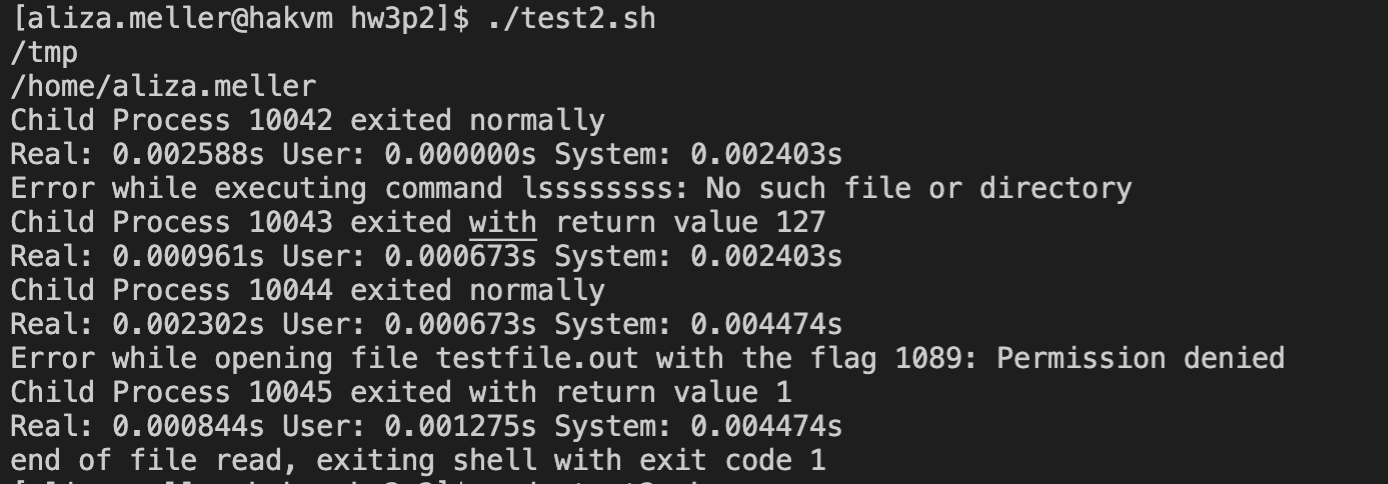 [aliza.meller@hakvm hw3p2]$ ./test2.sh
/tmp
/home/aliza.meller
Child Process 10042 exited normally
Real: 0.002588s User: 0.000000s System: 0.002403s
Error while executing command lsssssssss: No such file or directory
Child Process 10043 exited with return value 127
Real: 0.000961s User: 0.000673s System: 0.002403s
Child Process 10044 exited normally
Real: 0.002302s User: 0.000673s System: 0.004474s
Error while opening file testfile.out with the flag 1089: Permission denied
Child Process 10045 exited with return value 1
Real: 0.000844s User: 0.001275s System: 0.004474s
end of file read, exiting shell with exit code 1